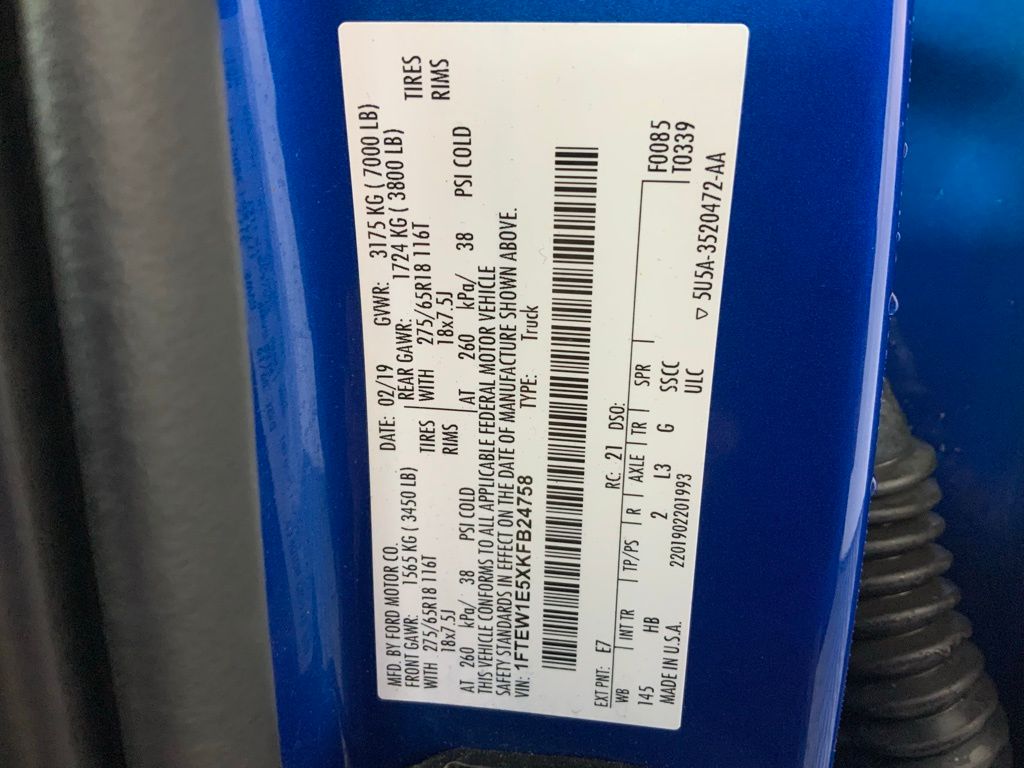 MFD. BY FORD MOTOR CO.
DATE: 02/19 GVWR: 3175 KG ( 7000 LB)
FRONT GAWR: 1565 KG ( 3450 LB) REAR GAWR: 1724 KG ( 3800 LB)
WITH 275/65R18 116T TIRES WITH 275/65R18 116T TIRES
18x7.5J RIMS 18x7.5J RIMS
AT 260 kPa/ 38 PSI COLD AT 260 kPa/ 38 PSI COLD
THIS VEHICLE CONFORMS TO ALL APPLICABLE FEDERAL MOTOR VEHICLE
SAFETY STANDARDS IN EFFECT ON THE DATE OF MANUFACTURE SHOWN ABOVE.
VIN: 1FTEW1E5XKFB24758 TYPE: Truck
EXT PNT: E7 RC: 21 DSO:
WB INT TR TP/PS R AXLE TR SPR
145 HB 2 L3 G SSCC
MADE IN U.S.A. 2201902201993 ULC
F0085
T0339
▽ 5U5A-3520472-AA